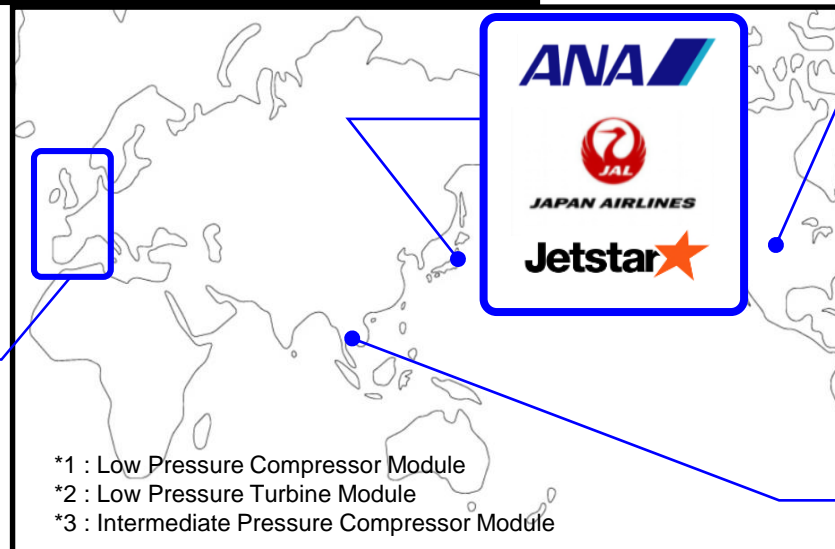 ANA
JAL
JAPAN AIRLINES
Jetstar
*1 : Low Pressure Compressor Module
*2 : Low Pressure Turbine Module
*3 : Intermediate Pressure Compressor Module